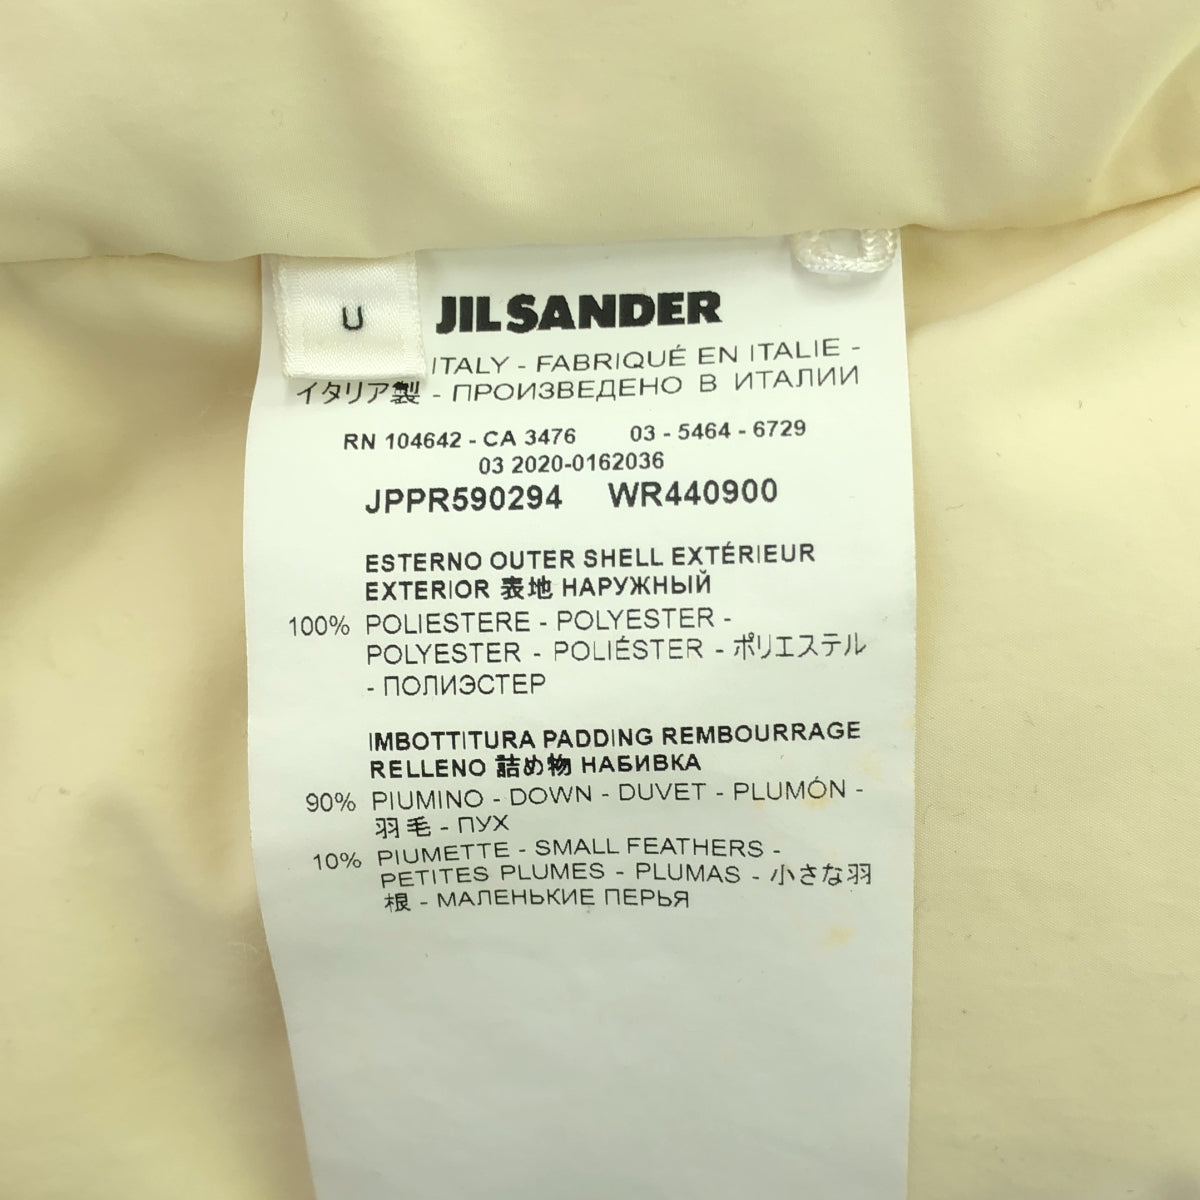 U
JIL SANDER
ITALY - FABRIQUÉ EN ITALIE -
イタリア製 - ПРОИЗВЕДЕНО В ИТАЛИИ
RN 104642 - CA 3476 03 - 5464 - 6729
03 2020-0162036
JPPR590294 WR440900
ESTERNO OUTER SHELL EXTÉRIEUR
EXTERIOR 表地 НАРУЖНЫЙ
100% POLIESTERE - POLYESTER -
POLYESTER - POLIÉSTER - ポリエステル
- ПОЛИЭСТЕР
IMBOTTITURA PADDING REMBOURRAGE
RELLENO 詰め物 НАБИВКА
90% PIUMINO - DOWN - DUVET - PLUMÓN -
羽毛 - ПУХ
10% PIUMETTE - SMALL FEATHERS -
PETITES PLUMES - PLUMAS - 小さな羽
根 - МАЛЕНЬКИЕ ПЕРЬЯ